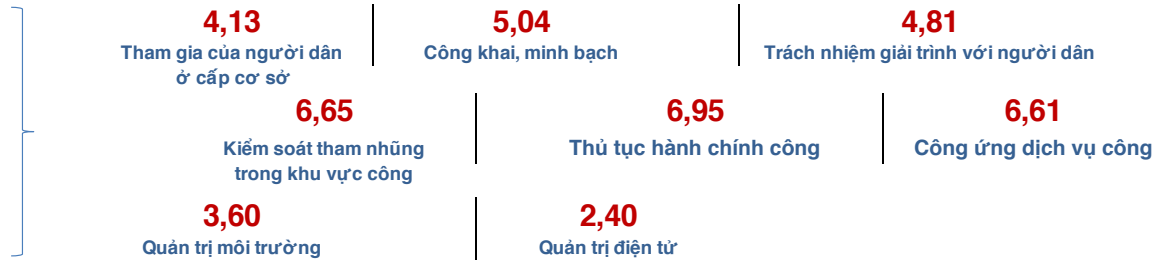 4,13
5,04
4,81
Tham gia của người dân
ở cấp cơ sở
Công khai, minh bạch
Trách nhiệm giải trình với người dân
6,65
6,95
6,61
Kiểm soát tham nhũng
trong khu vực công
Thủ tục hành chính công
Công ứng dịch vụ công
3,60
2,40
Quản trị môi trường
Quản trị điện tử